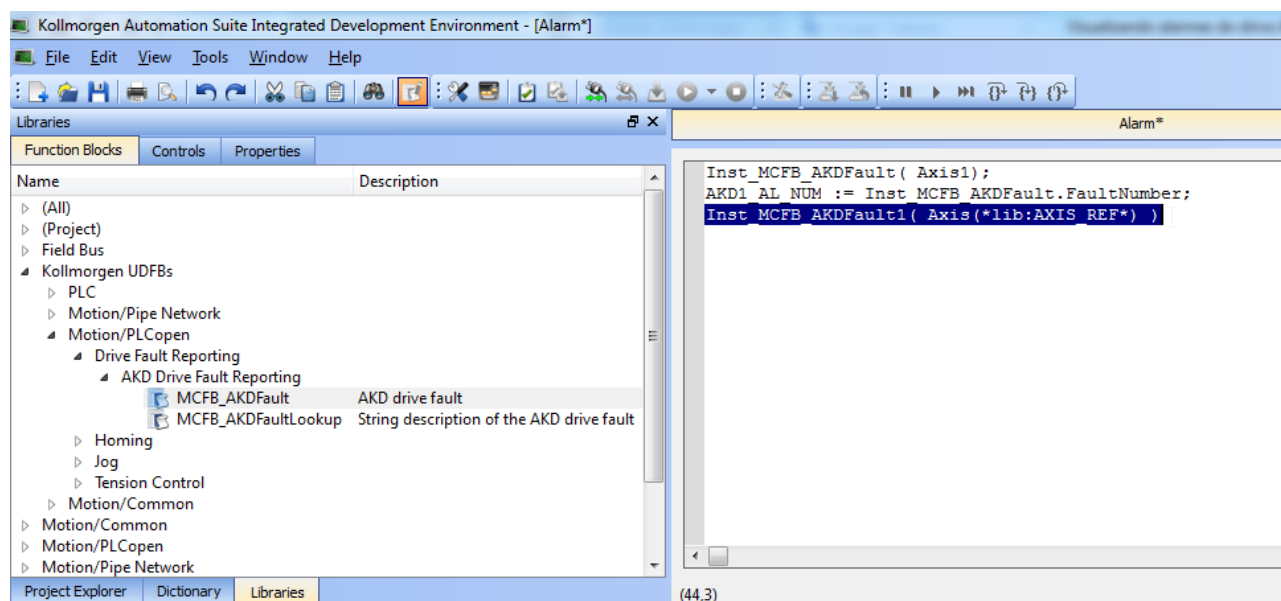 Kollmorgen Automation Suite Integrated Development Environment - [Alarm*]
File Edit View Tools Window Help
Libraries
Alarm*
Function Blocks Controls Properties
Name Description
(All)
(Project)
Field Bus
Kollmorgen UDFBs
PLC
Motion/Pipe Network
Motion/PLCopen
Drive Fault Reporting
AKD Drive Fault Reporting
MCFB_AKDFault AKD drive fault
MCFB_AKDFaultLookup String description of the AKD drive fault
Homing
Jog
Tension Control
Motion/Common
Motion/Common
Motion/PLCopen
Motion/Pipe Network
Project Explorer Dictionary Libraries
Inst_MCFB_AKDFault( Axis1);
AKD1_AL_NUM := Inst_MCFB_AKDFault.FaultNumber;
Inst_MCFB_AKDFault1( Axis(*lib:AXIS_REF*) )
(44,3)